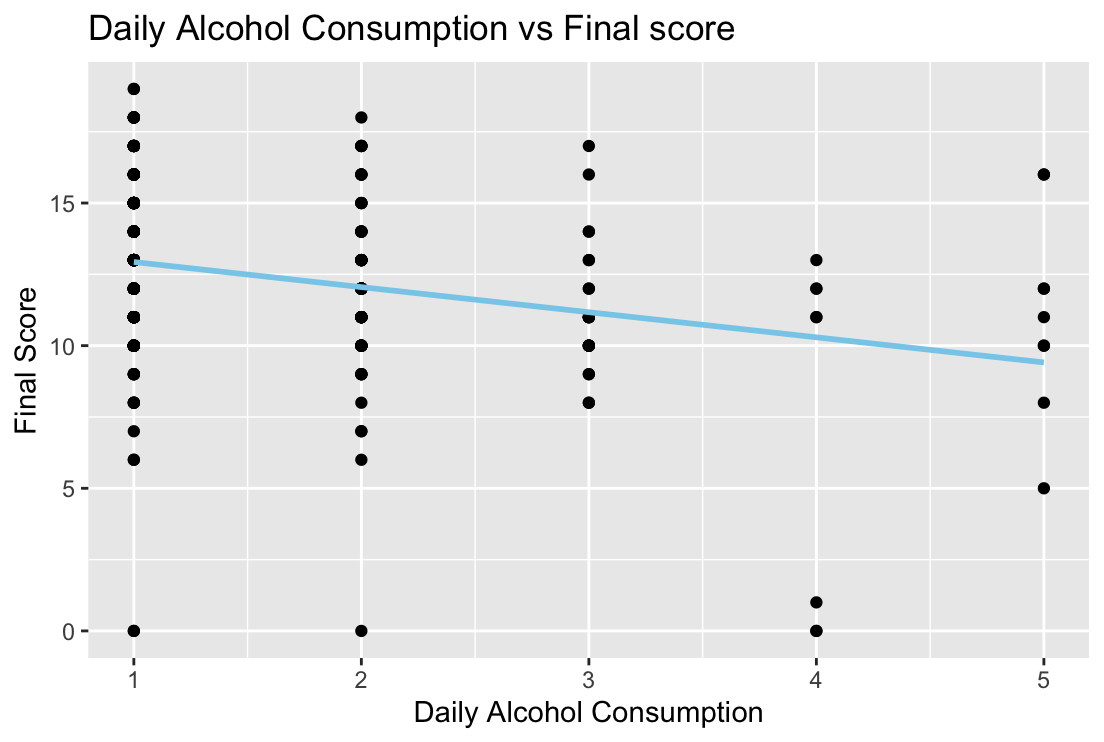 Daily Alcohol Consumption vs Final score
Final Score
15
10
5
0
1 2 3 4 5
Daily Alcohol Consumption